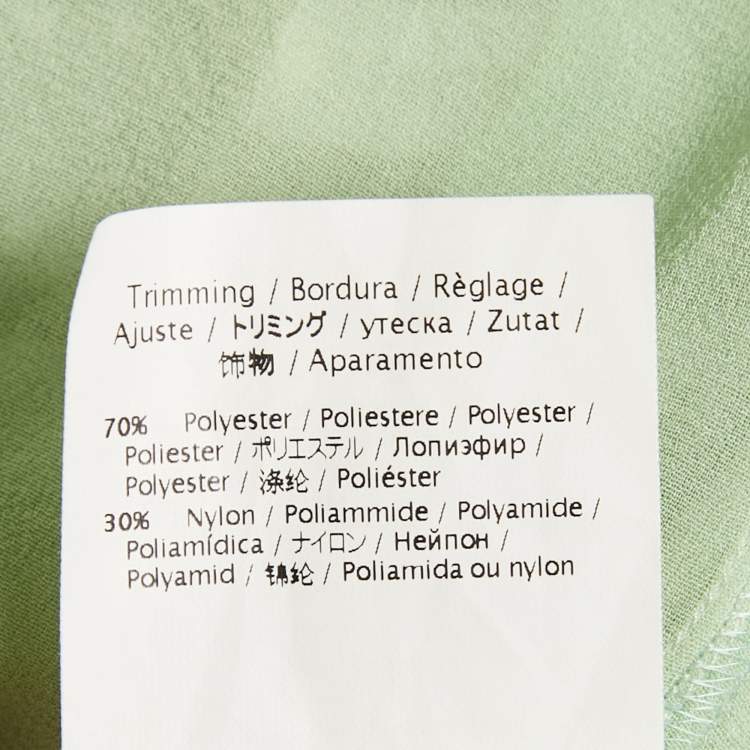 Trimming / Bordura / Règlage /
Ajuste / トリミング / утеска / Zutat /
饰物 / Aparamento
70% Polyester / Poliestere / Polyester /
Poliester / ポリエステル / Лопиэфир /
Polyester / 涤纶 / Poliéster
30% Nylon / Poliammide / Polyamide /
Poliamídica / ナイロン / Нейпон /
Polyamid / 锦纶 / Poliamida ou nylon